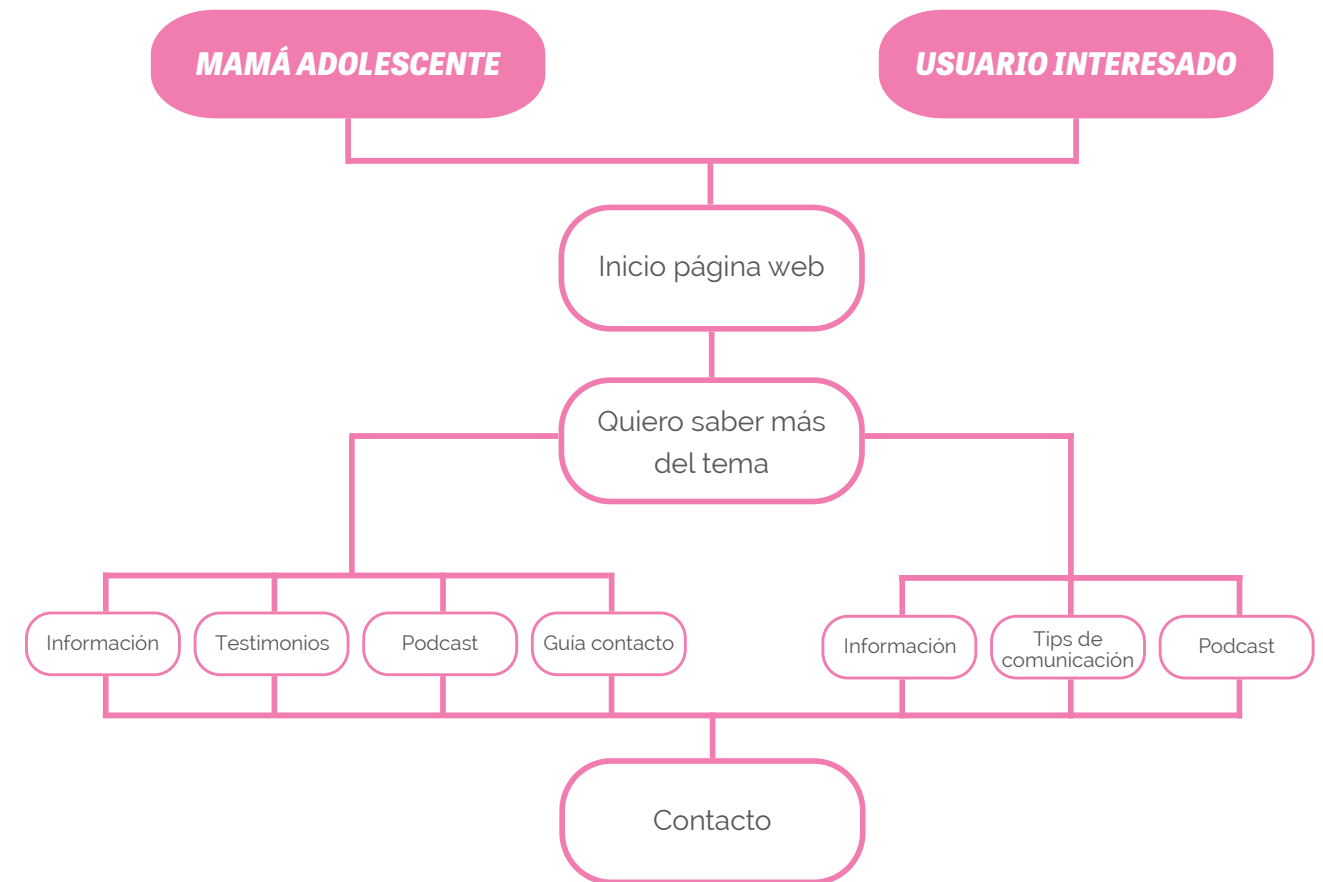 MAMÁ ADOLESCENTE
USUARIO INTERESADO
Inicio página web
Quiero saber más
del tema
Información
Testimonios
Podcast
Guía contacto
Información
Tips de
comunicación
Podcast
Contacto